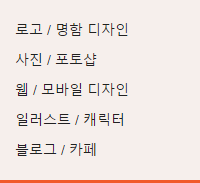 로고 / 명함 디자인
사진 / 포토샵
웹 / 모바일 디자인
일러스트 / 캐릭터
블로그 / 카페